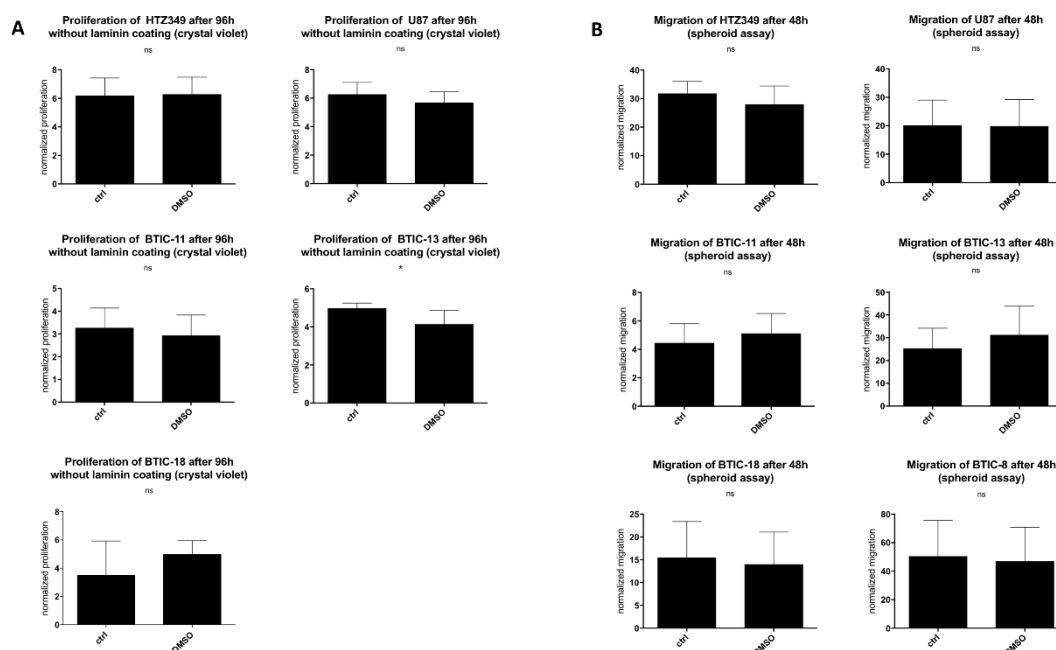 A
Proliferation of HTZ349 after 96h
without laminin coating (crystal violet)
ns
normalized proliferation
8
6
4
2
0
ctrl
DMSO
Proliferation of U87 after 96h
without laminin coating (crystal violet)
ns
normalized proliferation
8
6
4
2
0
ctrl
DMSO
Proliferation of BTIC-11 after 96h
without laminin coating (crystal violet)
ns
normalized proliferation
5
4
3
2
1
0
ctrl
DMSO
Proliferation of BTIC-13 after 96h
without laminin coating (crystal violet)
*
normalized proliferation
6
4
2
0
ctrl
DMSO
Proliferation of BTIC-18 after 96h
without laminin coating (crystal violet)
ns
normalized proliferation
8
6
4
2
0
ctrl
DMSO
B
Migration of HTZ349 after 48h
(spheroid assay)
ns
normalized migration
40
30
20
10
0
ctrl
DMSO
Migration of U87 after 48h
(spheroid assay)
ns
normalized migration
40
30
20
10
0
ctrl
DMSO
Migration of BTIC-11 after 48h
(spheroid assay)
ns
normalized migration
8
6
4
2
0
ctrl
DMSO
Migration of BTIC-13 after 48h
(spheroid assay)
ns
normalized migration
50
40
30
20
10
0
ctrl
DMSO
Migration of BTIC-18 after 48h
(spheroid assay)
ns
normalized migration
25
20
15
10
5
0
ctrl
DMSO
Migration of BTIC-8 after 48h
(spheroid assay)
ns
normalized migration
80
60
40
20
0
ctrl
DMSO